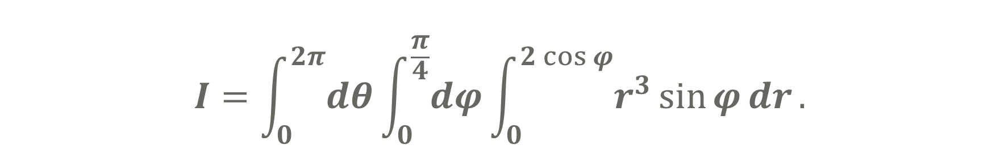 I = ∫₀^{2π} dθ ∫₀^{π/4} dφ ∫₀^{2 cos φ} r³ sin φ dr .